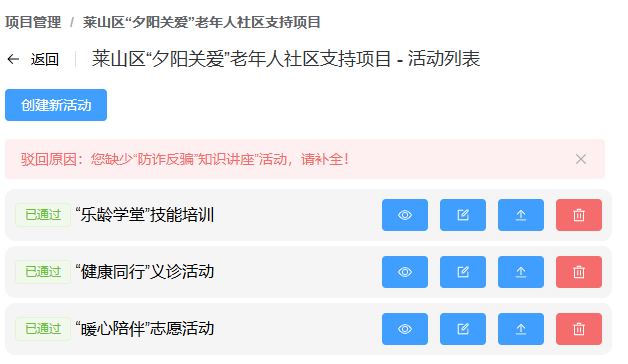 项目管理 / 莱山区“夕阳关爱”老年人社区支持项目
返回 莱山区“夕阳关爱”老年人社区支持项目 - 活动列表
创建新活动
驳回原因：您缺少“防诈反骗”知识讲座”活动，请补全！
已通过 “乐龄学堂”技能培训
已通过 “健康同行”义诊活动
已通过 “暖心陪伴”志愿活动